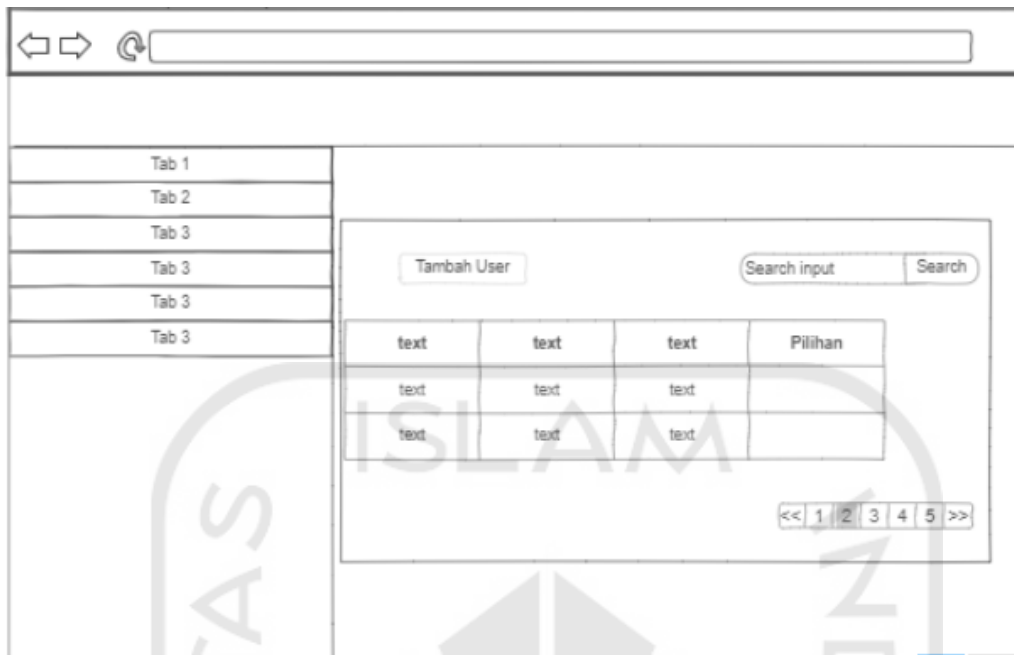 Tab 1
Tab 2
Tab 3
Tab 3
Tab 3
Tab 3
Tambah User
Search input Search
text text text Pilihan
text text text
text text text
<< 1 2 3 4 5 >>
ISLAM
TAS